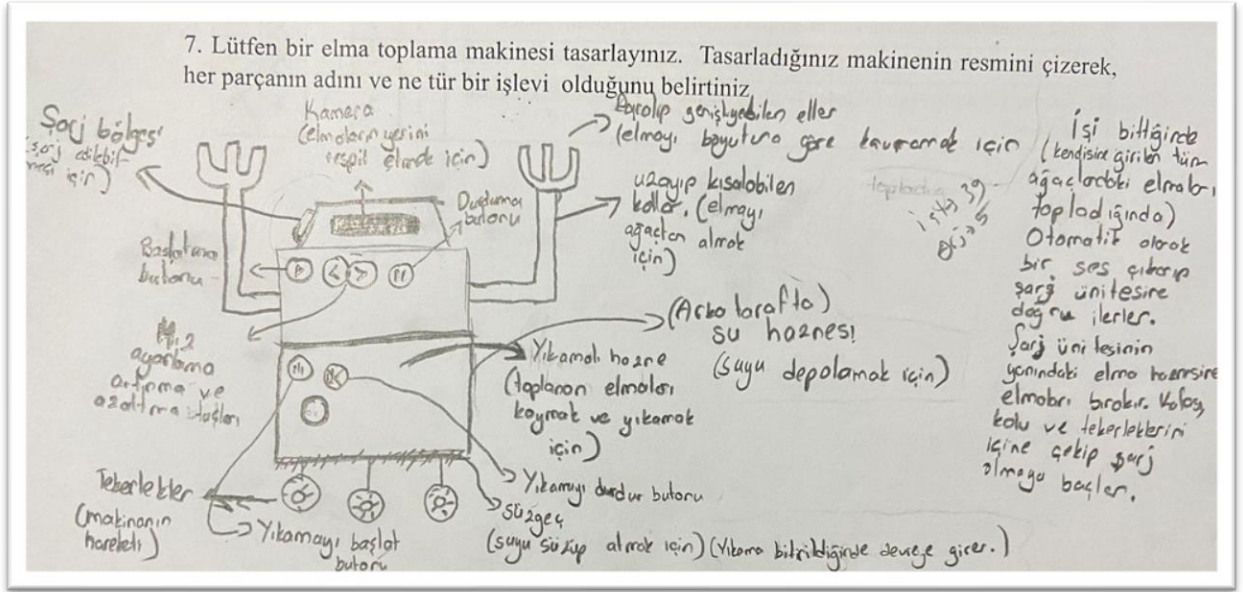 7. Lütfen bir elma toplama makinesi tasarlayınız. Tasarladığınız makinenin resmini çizerek,
her parçanın adını ve ne tür bir işlevi olduğunu belirtiniz.
Şarj bölgesi
(şarj edilebilmesi
için)
Kamera
(elmaların yerini
tespit etmek için)
genişleyebilen eller
(elmayı boyutuna göre kavramak için
Durdurma
butonu
uzayıp kısalabilen
kollar. (elmayı
ağaçtan almak
için)
Başlatma
butonu
ayarlama
artırma ve
azaltma tuşları
(Arka tarafta)
su haznesi
(suyu depolamak için)
Yıkamalı hazne
(toplanan elmaları
koymak ve yıkamak
için)
Tekerlekler
(makinanın
hareketi)
Yıkamayı başlat
butonu
Yıkamayı durdur butonu
süzgeç
(suyu süzüp almak için) (Yıkama bitirildiğinde devreye girer.)
İşi bittiğinde
(kendisine girilen tüm
ağaçlardaki elmaları
topladığında)
Otomatik olarak
bir ses çıkarıp
şarj ünitesine
doğru ilerler.
Şarj ünitesinin
yanındaki elma haznesine
elmaları bırakır.
kolu ve tekerleklerini
içine çekip şarj
olmaya başlar.